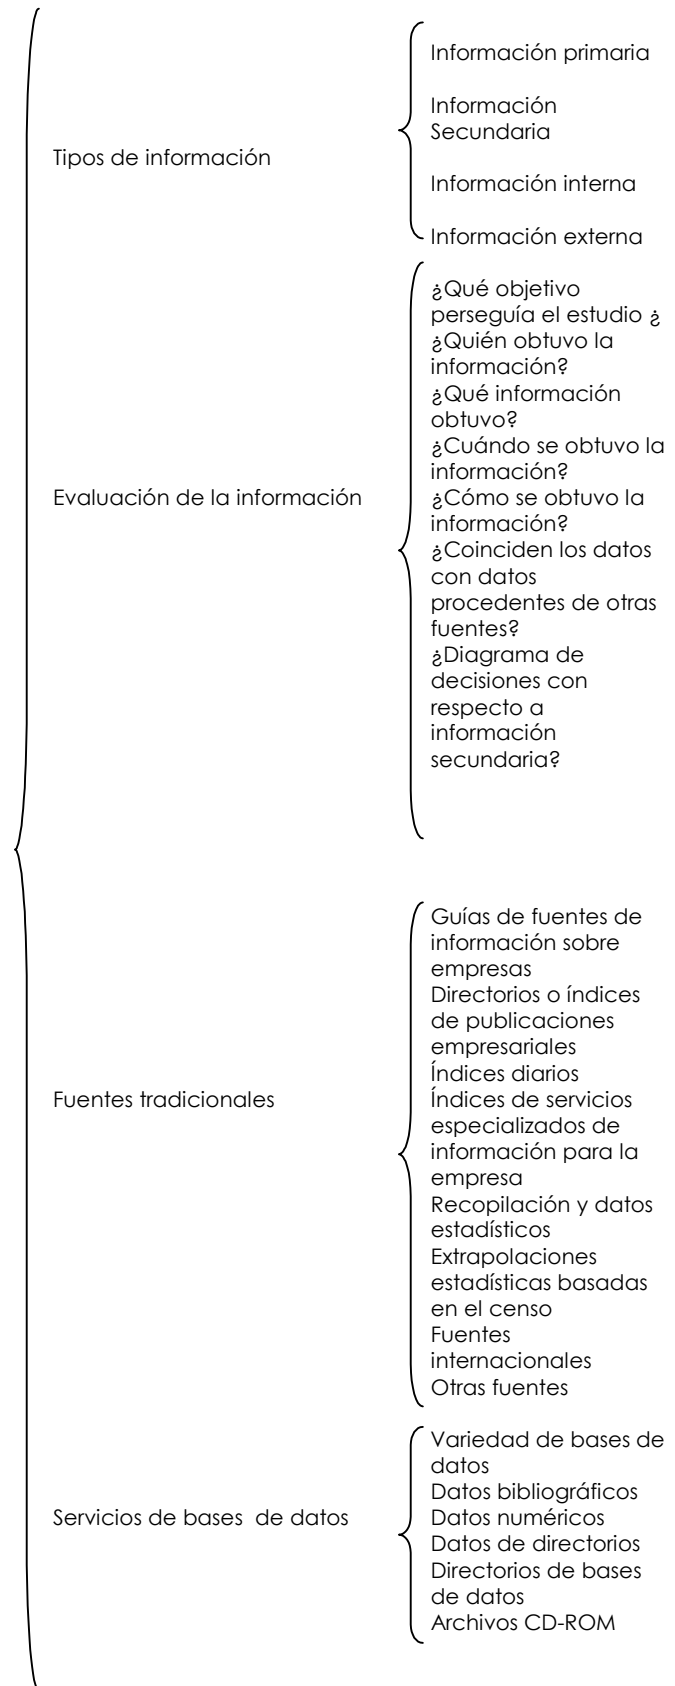 Tipos de información
Información primaria
Información
Secundaria
Información interna
Información externa
Evaluación de la información
¿Qué objetivo
perseguía el estudio ¿
¿Quién obtuvo la
información?
¿Qué información
obtuvo?
¿Cuándo se obtuvo la
información?
¿Cómo se obtuvo la
información?
¿Coinciden los datos
con datos
procedentes de otras
fuentes?
¿Diagrama de
decisiones con
respecto a
información
secundaria?
Fuentes tradicionales
Guías de fuentes de
información sobre
empresas
Directorios o índices
de publicaciones
empresariales
Índices diarios
Índices de servicios
especializados de
información para la
empresa
Recopilación y datos
estadísticos
Extrapolaciones
estadísticas basadas
en el censo
Fuentes
internacionales
Otras fuentes
Servicios de bases  de datos
Variedad de bases de
datos
Datos bibliográficos
Datos numéricos
Datos de directorios
Directorios de bases
de datos
Archivos CD-ROM